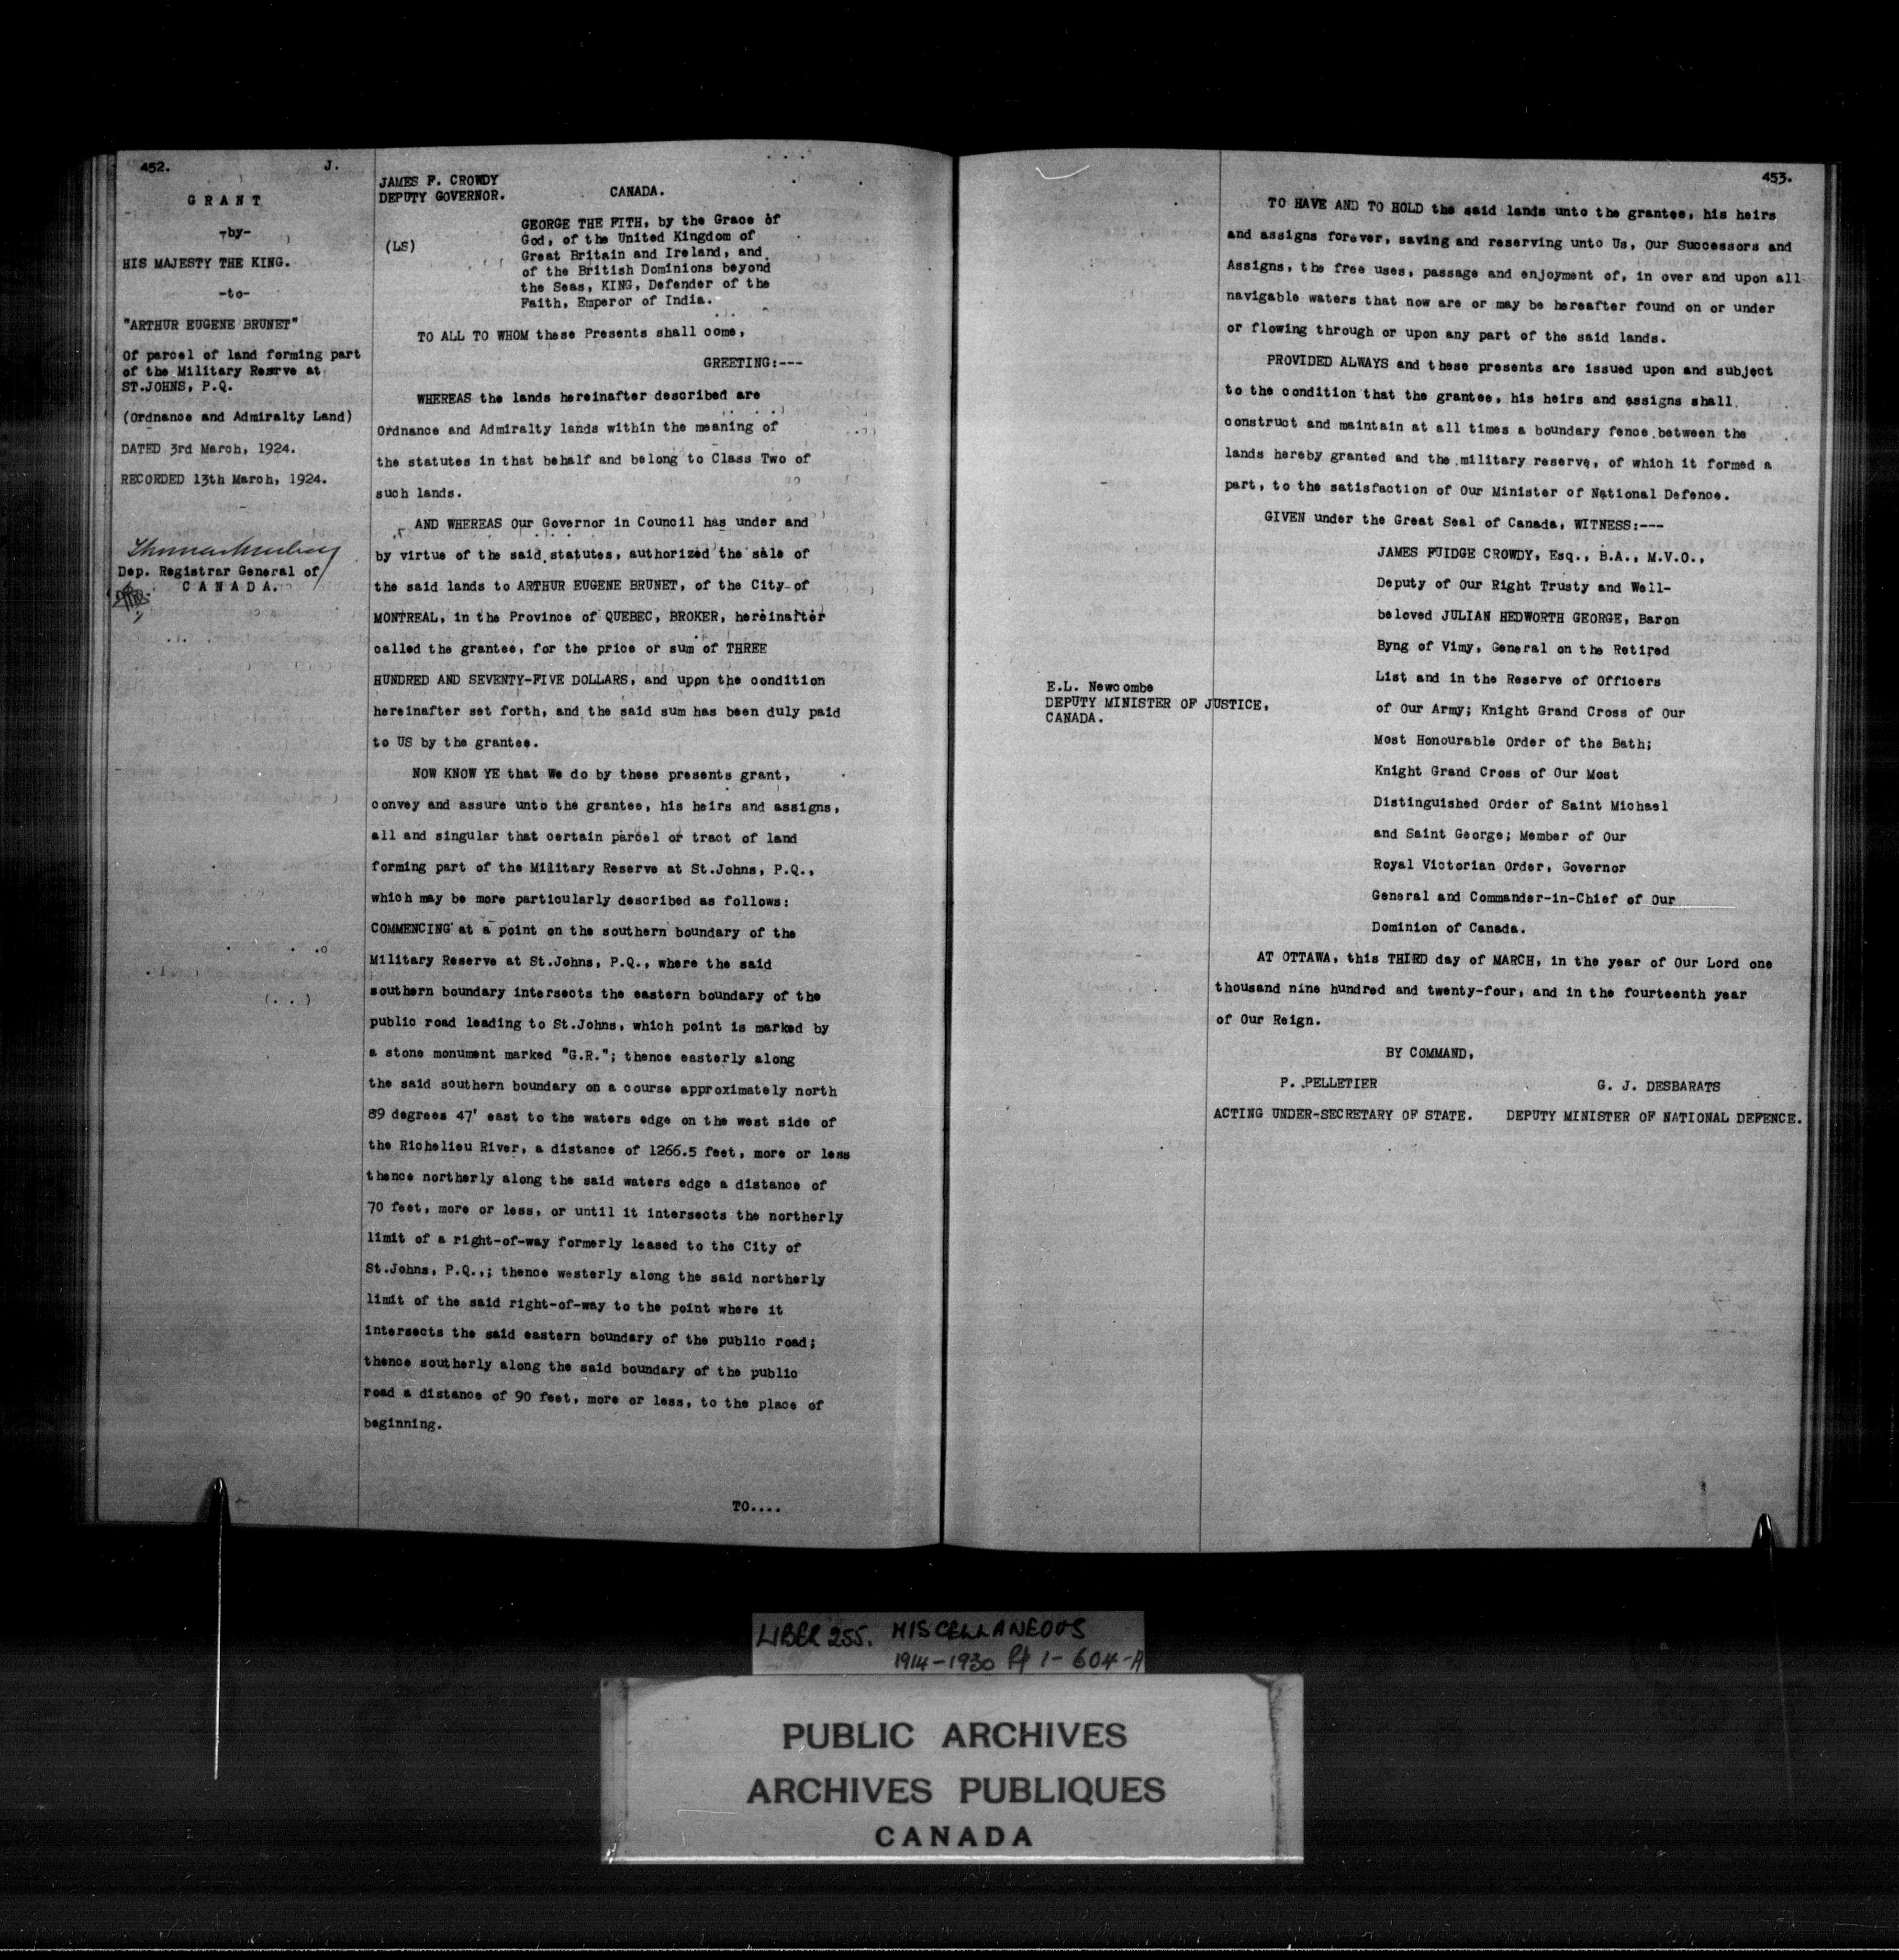 452.
J.
GRANT
-by-
HIS MAJESTY THE KING.
-to-
"ARTHUR EUGENE BRUNET"
Of parcel of land forming part
of the Military Resrve at
ST.JOHNS, P.Q.
(Ordnance and Admiralty Land)
DATED 3rd March, 1924.
RECORDED 13th March, 1924.
Dep. Registrar General of
CANADA.
JAMES F. CROWDY
DEPUTY GOVERNOR.
CANADA.
(LS)
GEORGE THE FITH, by the Grace of
God, of the United Kingdom of
Great Britain and Ireland, and
of the British Dominions beyond
the Seas, KING, Defender of the
Faith, Emperor of India.
TO ALL TO WHOM these Presents shall come,
GREETING:---
WHEREAS the lands hereinafter described are
Ordnance and Admiralty lands within the meaning of
the statutes in that behalf and belong to Class Two of
such lands.
AND WHEREAS Our Governor in Council has under and
by virtue of the said statutes, authorized the sale of
the said lands to ARTHUR EUGENE BRUNET, of the City of
MONTREAL, in the Province of QUEBEC, BROKER, hereinafter
called the grantee, for the price or sum of THREE
HUNDRED AND SEVENTY-FIVE DOLLARS, and upon the condition
hereinafter set forth, and the said sum has been duly paid
to US by the grantee.
NOW KNOW YE that We do by these presents grant,
convey and assure unto the grantee, his heirs and assigns,
all and singular that certain parcel or tract of land
forming part of the Military Reserve at St.Johns, P.Q.,
which may be more particularly described as follows:
COMMENCING at a point on the southern boundary of the
Military Reserve at St.Johns, P.Q., where the said
southern boundary intersects the eastern boundary of the
public road leading to St.Johns, which point is marked by
a stone monument marked "G.R."; thence easterly along
the said southern boundary on a course approximately north
89 degrees 47' east to the waters edge on the west side of
the Richelieu River, a distance of 1266.5 feet, more or less
thence northerly along the said waters edge a distance of
70 feet, more or less, or until it intersects the northerly
limit of a right-of-way formerly leased to the City of
St.Johns, P.Q.,; thence westerly along the said northerly
limit of the said right-of-way to the point where it
intersects the said eastern boundary of the public road;
thence southerly along the said boundary of the public
road a distance of 90 feet, more or less, to the place of
beginning.
TO....
453.
TO HAVE AND TO HOLD the said lands unto the grantee, his heirs
and assigns forever, saving and reserving unto Us, Our Successors and
Assigns, the free uses, passage and enjoyment of, in over and upon all
navigable waters that now are or may be hereafter found on or under
or flowing through or upon any part of the said lands.
PROVIDED ALWAYS and these presents are issued upon and subject
to the condition that the grantee, his heirs and assigns shall
construct and maintain at all times a boundary fence between the
lands hereby granted and the military reserve, of which it formed a
part, to the satisfaction of Our Minister of National Defence.
GIVEN under the Great Seal of Canada, WITNESS:---
JAMES FUIDGE CROWDY, Esq., B.A., M.V.O.,
Deputy of Our Right Trusty and Well-
beloved JULIAN HEDWORTH GEORGE, Baron
Byng of Vimy, General on the Retired
List and in the Reserve of Officers
of Our Army; Knight Grand Cross of Our
Most Honourable Order of the Bath;
Knight Grand Cross of Our Most
Distinguished Order of Saint Michael
and Saint George; Member of Our
Royal Victorian Order, Governor
General and Commander-in-Chief of Our
Dominion of Canada.
E.L. Newcombe
DEPUTY MINISTER OF JUSTICE,
CANADA.
AT OTTAWA, this THIRD day of MARCH, in the year of Our Lord one
thousand nine hundred and twenty-four, and in the fourteenth year
of Our Reign.
BY COMMAND,
P. PELLETIER
G. J. DESBARATS
ACTING UNDER-SECRETARY OF STATE.
DEPUTY MINISTER OF NATIONAL DEFENCE.
LIBER 255. MISCELLANEOUS
1914-1930 Pp 1-604-A
PUBLIC ARCHIVES
ARCHIVES PUBLIQUES
CANADA